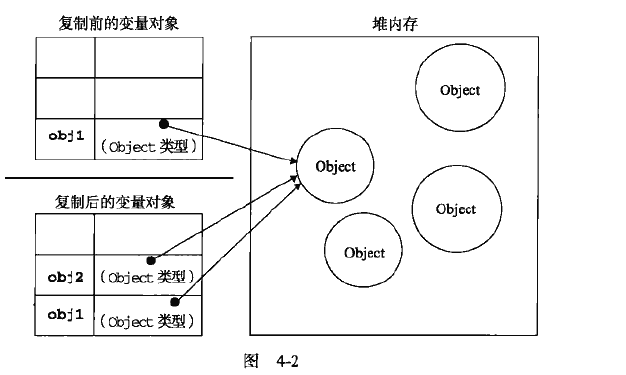 复制前的变量对象
堆内存
obj1
(Object 类型)
复制后的变量对象
obj2
(Object 类型)
obj1
(Object 类型)
Object
Object
Object
Object
图 4-2